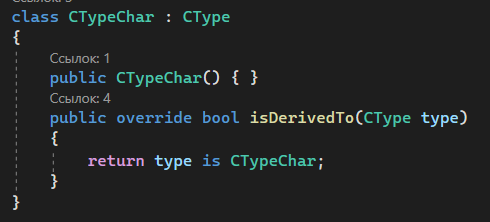 class CTypeChar : CType
{
Ссылок: 1
public CTypeChar() { }
Ссылок: 4
public override bool isDerivedTo(CType type)
{
return type is CTypeChar;
}
}